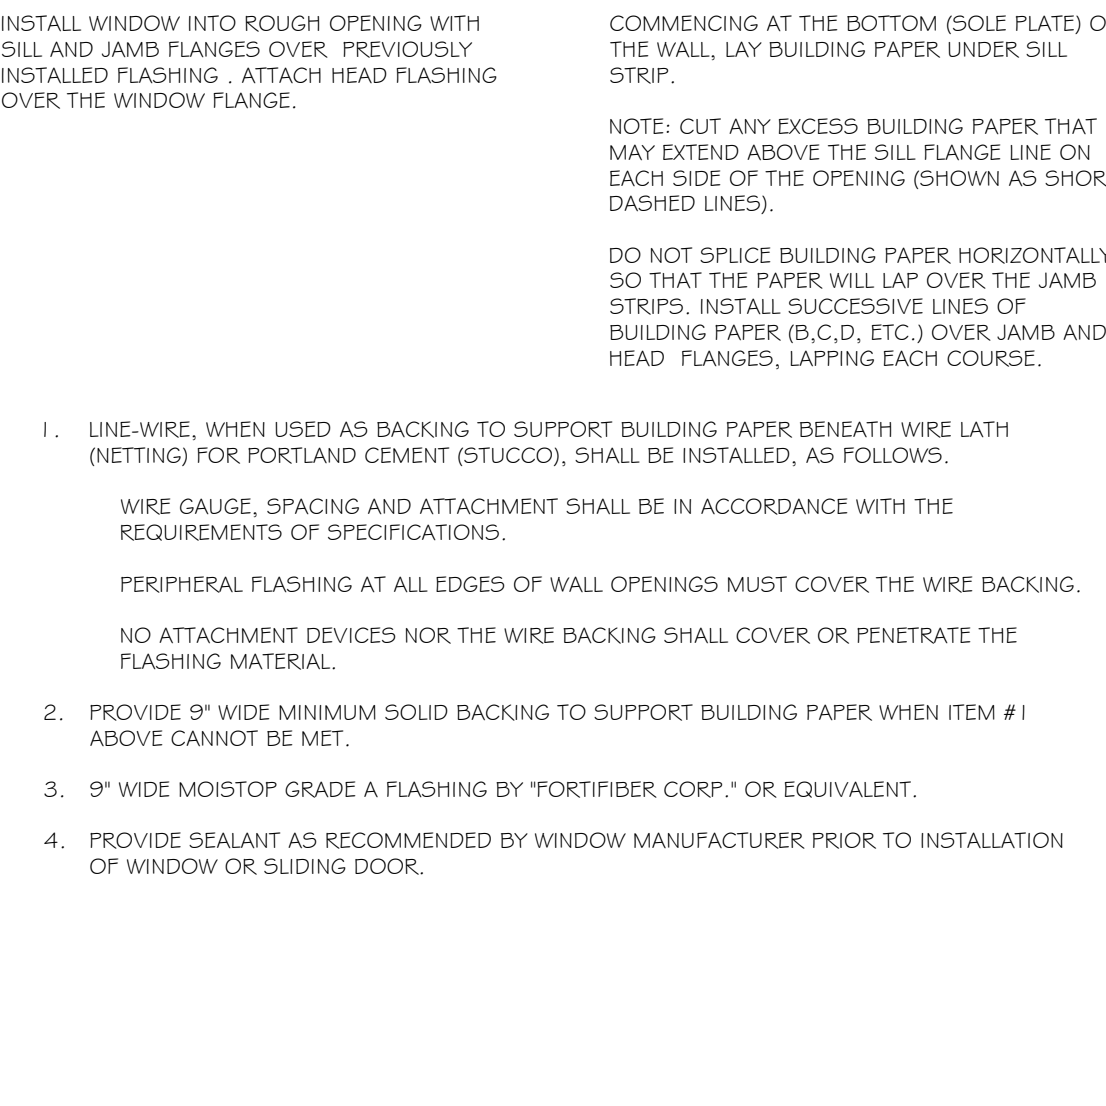 INSTALL WINDOW INTO ROUGH OPENING WITH
SILL AND JAMB FLANGES OVER PREVIOUSLY
INSTALLED FLASHING . ATTACH HEAD FLASHING
OVER THE WINDOW FLANGE.
COMMENCING AT THE BOTTOM (SOLE PLATE) O
THE WALL, LAY BUILDING PAPER UNDER SILL
STRIP.
NOTE: CUT ANY EXCESS BUILDING PAPER THAT
MAY EXTEND ABOVE THE SILL FLANGE LINE ON
EACH SIDE OF THE OPENING (SHOWN AS SHOR
DASHED LINES).
DO NOT SPLICE BUILDING PAPER HORIZONTALLY
SO THAT THE PAPER WILL LAP OVER THE JAMB
STRIPS. INSTALL SUCCESSIVE LINES OF
BUILDING PAPER (B,C,D, ETC.) OVER JAMB AND
HEAD FLANGES, LAPPING EACH COURSE.
1. LINE-WIRE, WHEN USED AS BACKING TO SUPPORT BUILDING PAPER BENEATH WIRE LATH
(NETTING) FOR PORTLAND CEMENT (STUCCO), SHALL BE INSTALLED, AS FOLLOWS.
WIRE GAUGE, SPACING AND ATTACHMENT SHALL BE IN ACCORDANCE WITH THE
REQUIREMENTS OF SPECIFICATIONS.
PERIPHERAL FLASHING AT ALL EDGES OF WALL OPENINGS MUST COVER THE WIRE BACKING.
NO ATTACHMENT DEVICES NOR THE WIRE BACKING SHALL COVER OR PENETRATE THE
FLASHING MATERIAL.
2. PROVIDE 9" WIDE MINIMUM SOLID BACKING TO SUPPORT BUILDING PAPER WHEN ITEM #1
ABOVE CANNOT BE MET.
3. 9" WIDE MOISTOP GRADE A FLASHING BY "FORTIFIBER CORP." OR EQUIVALENT.
4. PROVIDE SEALANT AS RECOMMENDED BY WINDOW MANUFACTURER PRIOR TO INSTALLATION
OF WINDOW OR SLIDING DOOR.